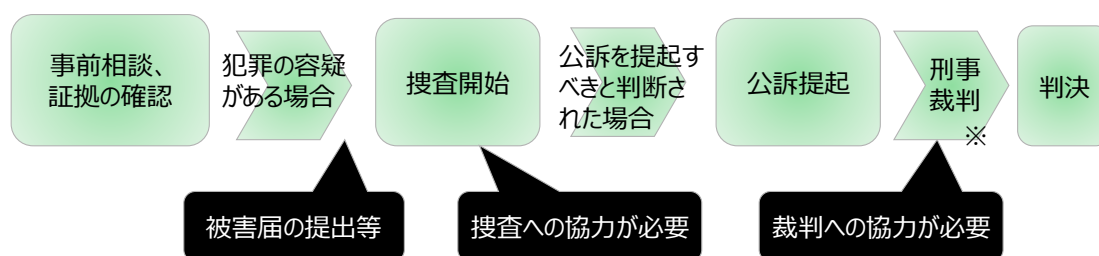 事前相談、
証拠の確認
犯罪の容疑
がある場合
捜査開始
公訴を提起す
べきと判断さ
れた場合
公訴提起
刑事
裁判
※
判決
被害届の提出等
捜査への協力が必要
裁判への協力が必要